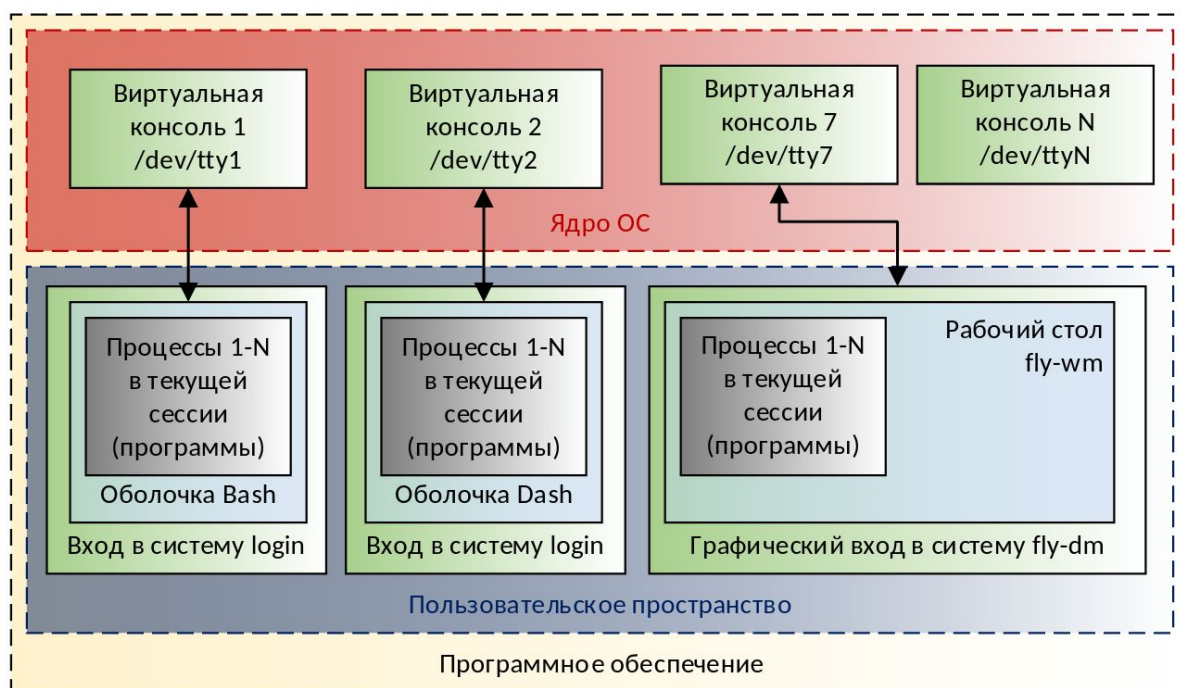 Виртуальная
консоль 1
/dev/tty1
Виртуальная
консоль 2
/dev/tty2
Виртуальная
консоль 7
/dev/tty7
Виртуальная
консоль N
/dev/ttyN
Ядро ОС
Процессы 1-N
в текущей
сессии
(программы)
Оболочка Bash
Вход в систему login
Процессы 1-N
в текущей
сессии
(программы)
Оболочка Dash
Вход в систему login
Процессы 1-N
в текущей
сессии
(программы)
Рабочий стол
fly-wm
Графический вход в систему fly-dm
Пользовательское пространство
Программное обеспечение